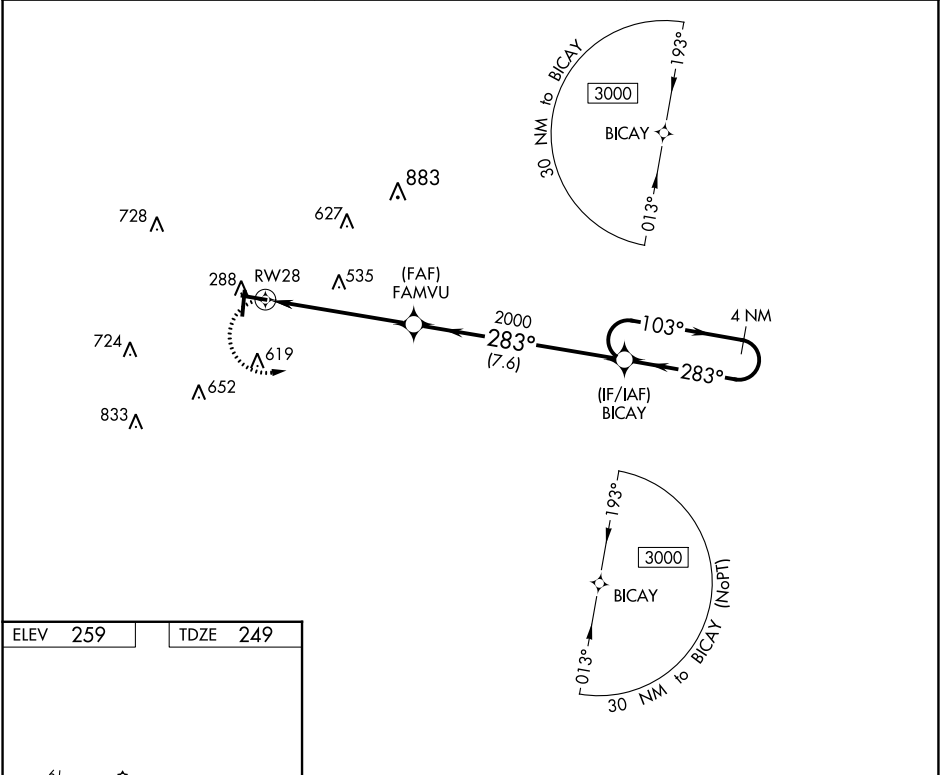 30 NM to BICAY
193°
3000
BICAY
013°
883
728
627
288
RW28
535
(FAF)
FAMVU
2000
283°
(7.6)
103°
4 NM
283°
(IF/IAF)
BICAY
724
619
652
833
193°
3000
BICAY
013°
30 NM to BICAY (NoPT)
ELEV 259
TDZE 249